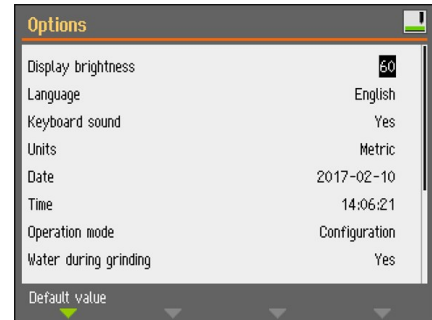 Options
Display brightness 60
Language English
Keyboard sound Yes
Units Metric
Date 2017-02-10
Time 14:06:21
Operation mode Configuration
Water during grinding Yes
Default value